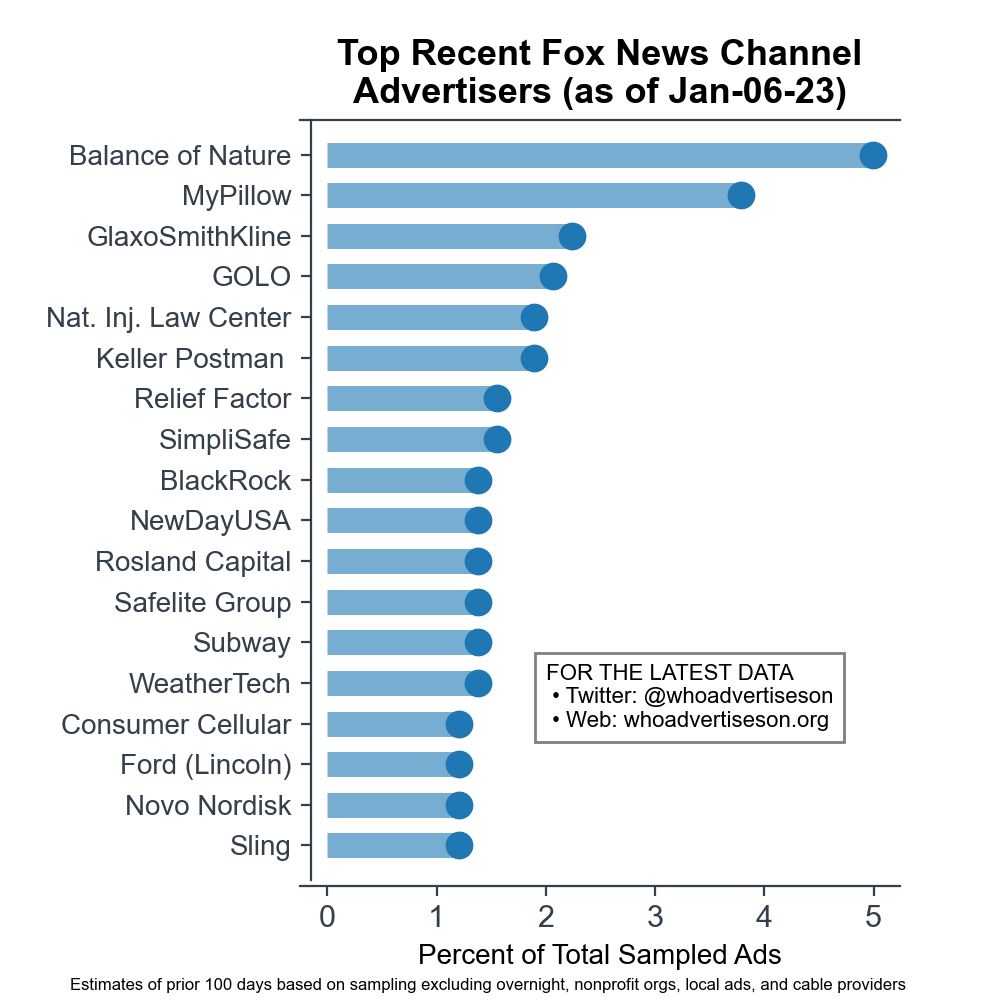 Top Recent Fox News Channel
Advertisers (as of Jan-06-23)
Balance of Nature
MyPillow
GlaxoSmithKline
GOLO
Nat. Inj. Law Center
Keller Postman
Relief Factor
SimpliSafe
BlackRock
NewDayUSA
Rosland Capital
Safelite Group
Subway
WeatherTech
Consumer Cellular
Ford (Lincoln)
Novo Nordisk
Sling
FOR THE LATEST DATA
• Twitter: @whoadvertiseson
• Web: whoadvertiseson.org
0 1 2 3 4 5
Percent of Total Sampled Ads
Estimates of prior 100 days based on sampling excluding overnight, nonprofit orgs, local ads, and cable providers